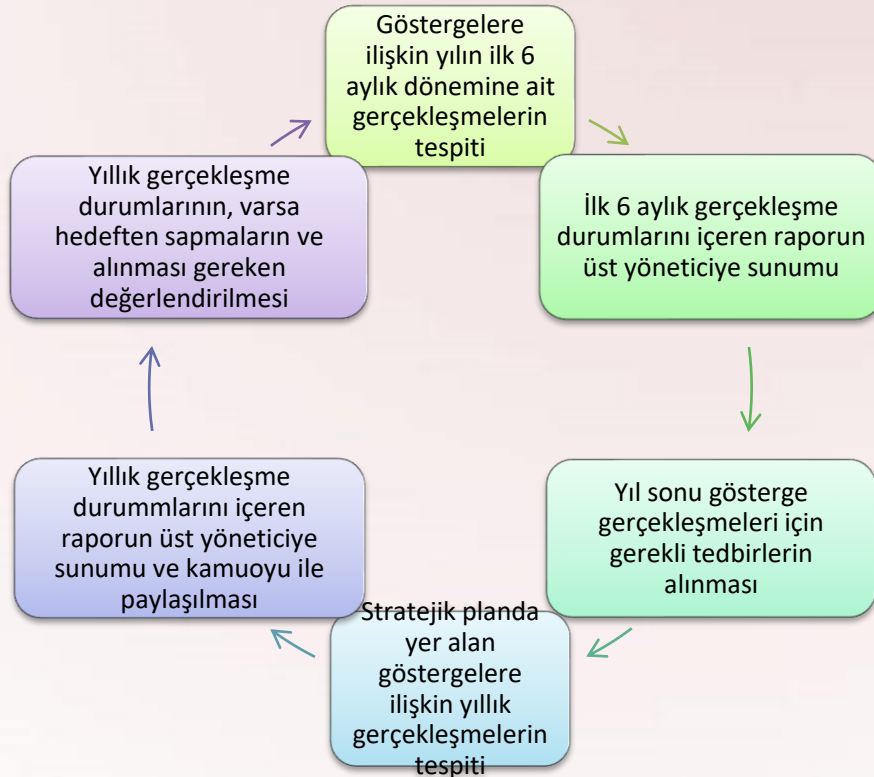 Göstergelere
ilişkin yılın ilk 6
aylık dönemine ait
gerçekleşmelerin
tespiti
İlk 6 aylık gerçekleşme
durumlarını içeren raporun
üst yöneticiye sunumu
Yıl sonu gösterge
gerçekleşmeleri için
gerekli tedbirlerin
alınması
Stratejik planda
yer alan
göstergelere
ilişkin yıllık
gerçekleşmelerin
tespiti
Yıllık gerçekleşme
durummlarını içeren
raporun üst yöneticiye
sunumu ve kamuoyu ile
paylaşılması
Yıllık gerçekleşme
durumlarının, varsa
hedeften sapmaların ve
alınması gereken
değerlendirilmesi